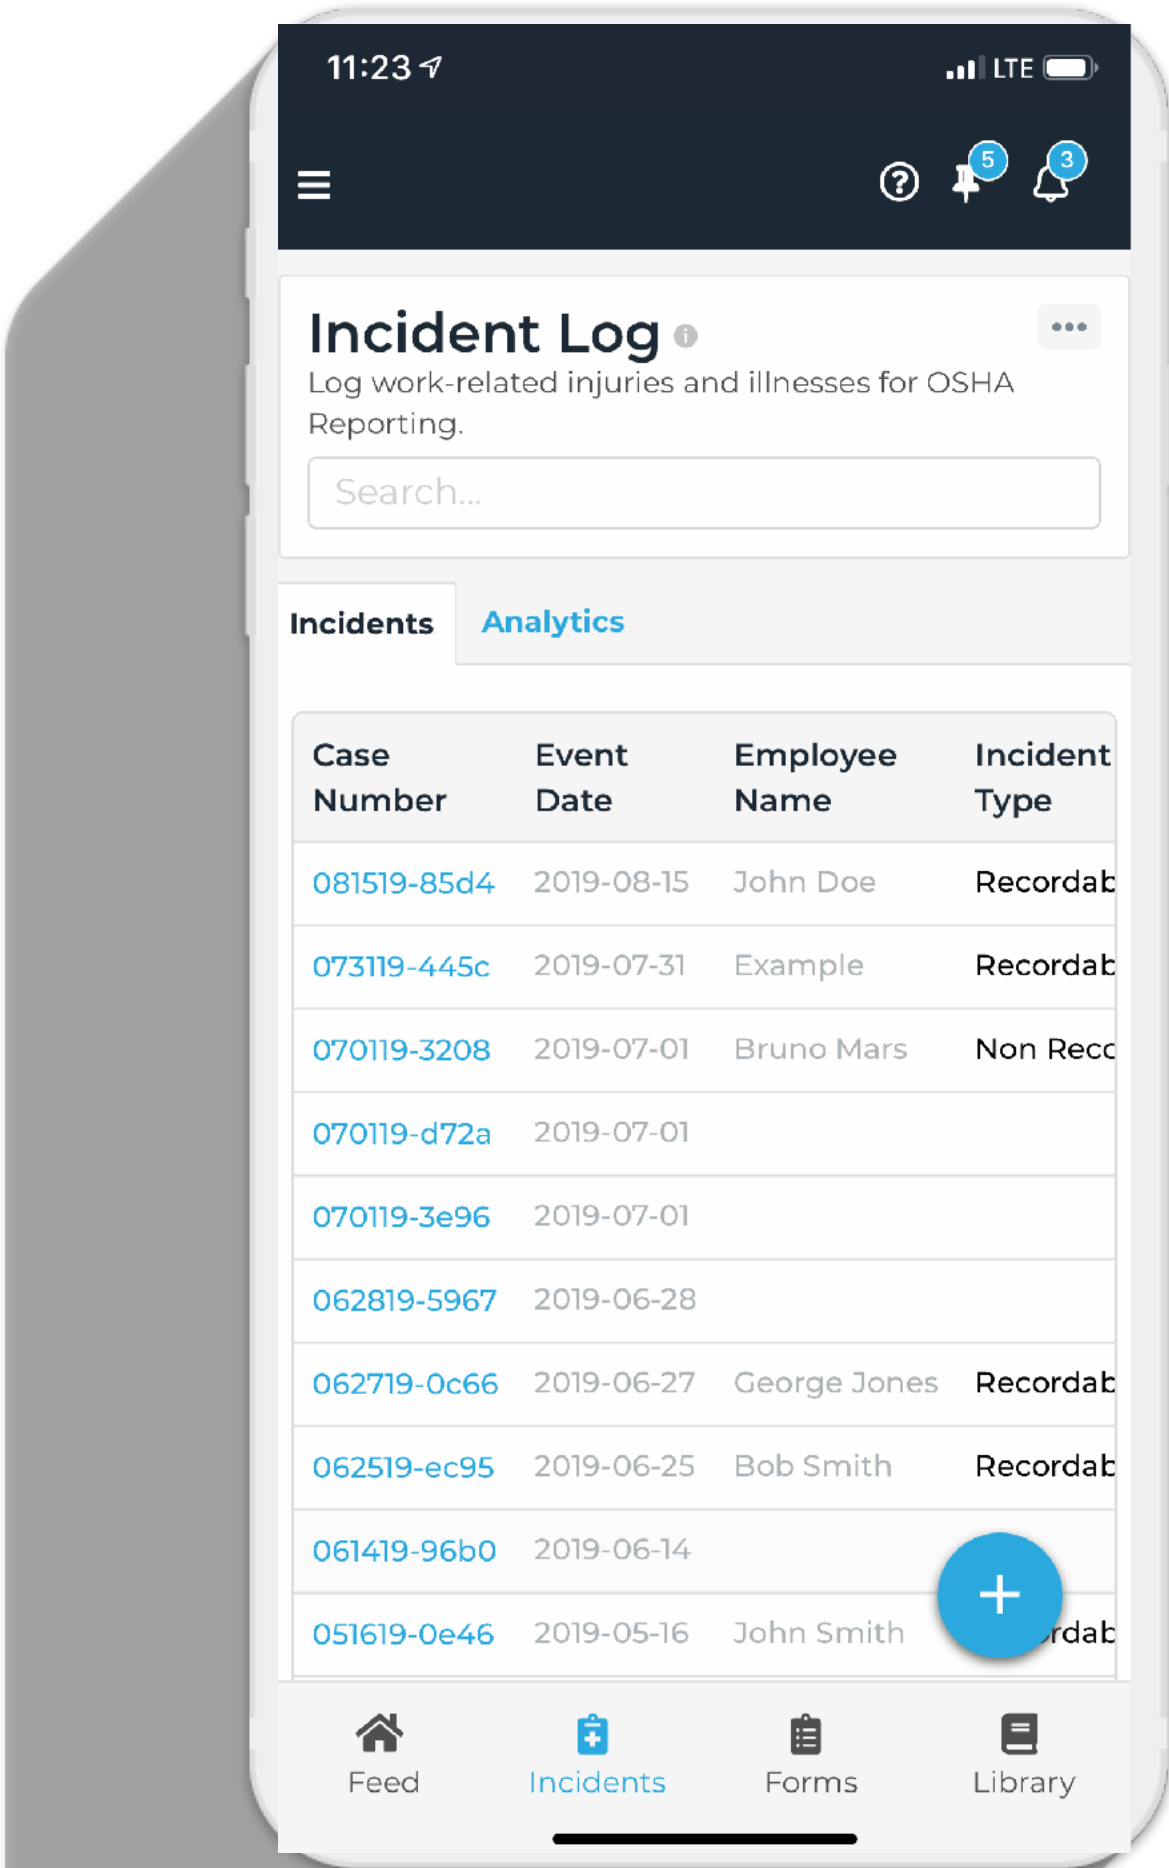 11:23 LTE
5 3
Incident Log
Log work-related injuries and illnesses for OSHA
Reporting.
Search...
Incidents Analytics
Case Event Employee Incident
Number Date Name Type
081519-85d4 2019-08-15 John Doe Recordab
073119-445c 2019-07-31 Example Recordab
070119-3208 2019-07-01 Bruno Mars Non Reco
070119-d72a 2019-07-01
070119-3e96 2019-07-01
062819-5967 2019-06-28
062719-0c66 2019-06-27 George Jones Recordab
062519-ec95 2019-06-25 Bob Smith Recordab
061419-96b0 2019-06-14
051619-0e46 2019-05-16 John Smith rdab
Feed Incidents Forms Library